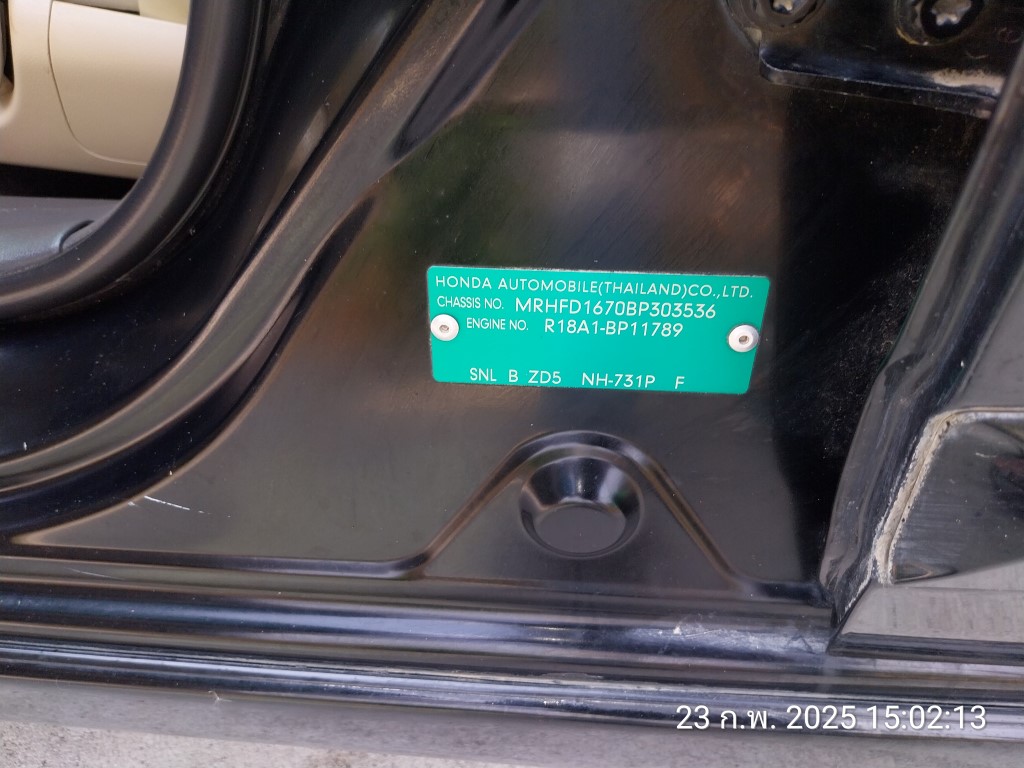 HONDA AUTOMOBILE(THAILAND)CO.,LTD.
CHASSIS NO. MRHFD1670BP303536
ENGINE NO. R18A1-BP11789
SNL B ZD5 NH-731P F
23 ก.พ. 2025 15:02:13